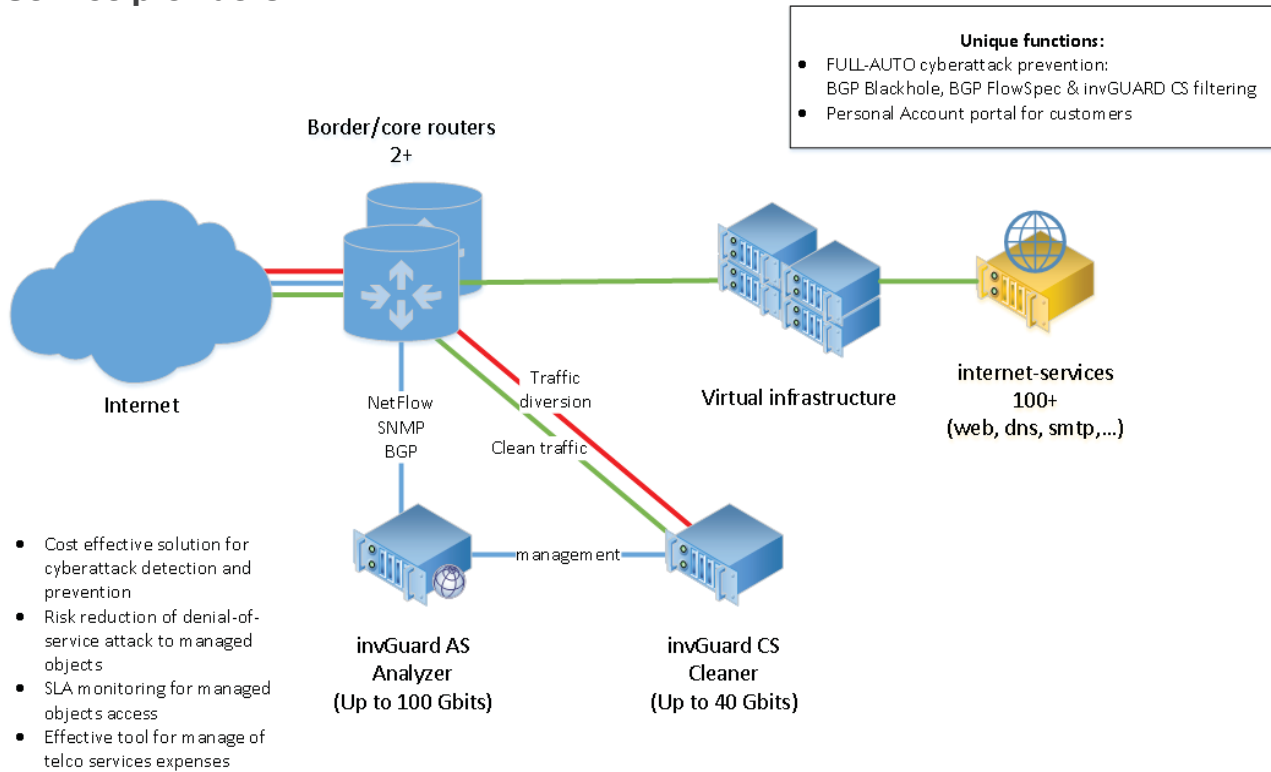 Unique functions:
● FULL-AUTO cyberattack prevention:
BGP Blackhole, BGP FlowSpec & invGUARD CS filtering
● Personal Account portal for customers
Border/core routers
2+
Internet
NetFlow
SNMP
BGP
Traffic
diversion
Clean traffic
Virtual infrastructure
internet-services
100+
(web, dns, smtp,...)
management
invGuard AS
Analyzer
(Up to 100 Gbits)
invGuard CS
Cleaner
(Up to 40 Gbits)
● Cost effective solution for
cyberattack detection and
prevention
● Risk reduction of denial-of-
service attack to managed
objects
● SLA monitoring for managed
objects access
● Effective tool for manage of
telco services expenses